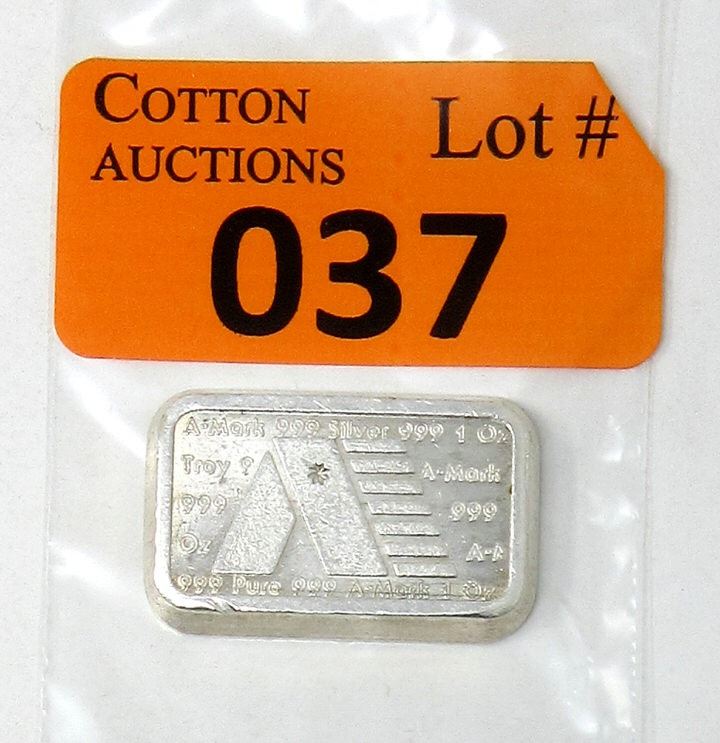 COTTON
AUCTIONS
Lot #
037
A-Mark 999 Silver 999 1 Oz
Troy
A-Mark
999
999
Oz
A-
999 Pure 999 A-Mark 1 Oz